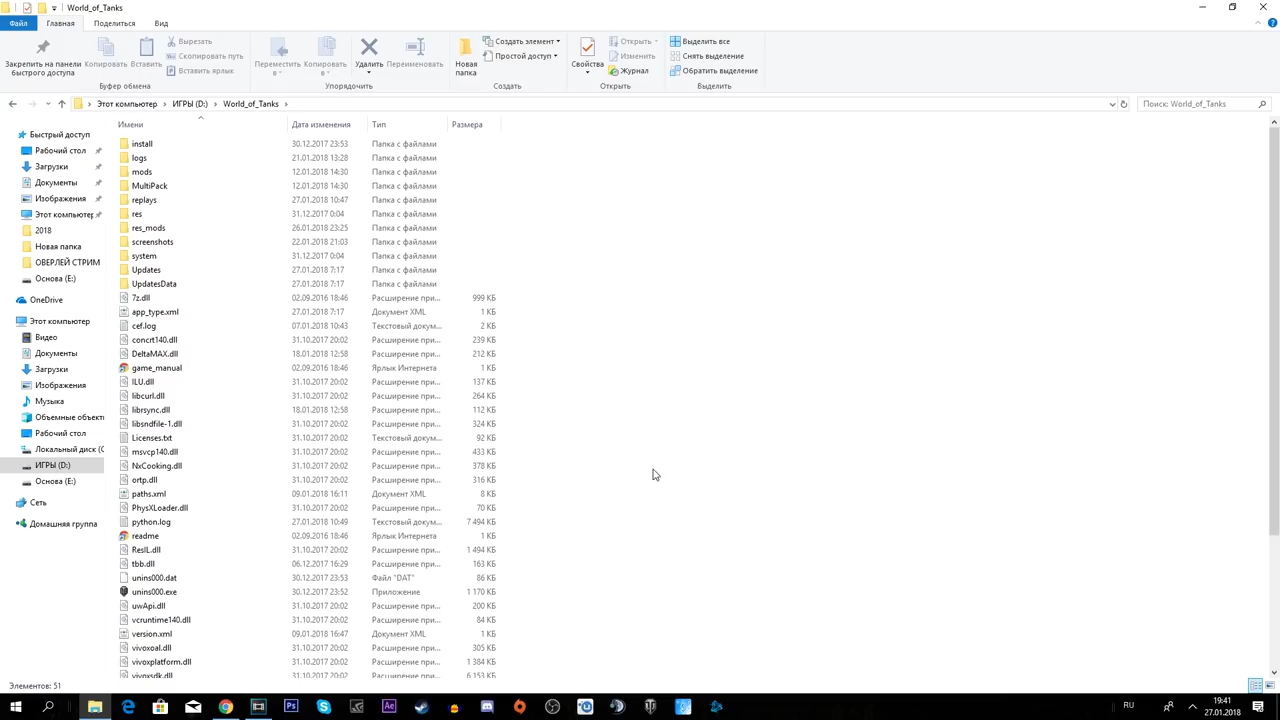 World_of_Tanks
Файл Главная Поделиться Вид
Закрепить на панели быстрого доступа
Копировать
Вставить
Вырезать
Скопировать путь
Вставить ярлык
Буфер обмена
Переместить в
Копировать в
Удалить
Переименовать
Упорядочить
Новая папка
Создать элемент
Простой доступ
Создать
Свойства
Открыть
Изменить
Журнал
Открыть
Выделить все
Снять выделение
Обратить выделение
Выделить
Этот компьютер ИГРЫ (D:) World_of_Tanks
Поиск: World_of_Tanks
Быстрый доступ
Рабочий стол
Загрузки
Документы
Изображения
Этот компьютер
2018
Новая папка
ОВЕРЛЕЙ СТРИМ
Основа (E:)
OneDrive
Этот компьютер
Видео
Документы
Загрузки
Изображения
Музыка
Объемные объект
Рабочий стол
Локальный диск (C
ИГРЫ (D:)
Основа (E:)
Сеть
Домашняя группа
Имени Дата изменения Тип Размера
install 30.12.2017 23:53 Папка с файлами
logs 21.01.2018 13:28 Папка с файлами
mods 12.01.2018 14:30 Папка с файлами
MultiPack 12.01.2018 14:30 Папка с файлами
replays 27.01.2018 10:47 Папка с файлами
res 31.12.2017 0:04 Папка с файлами
res_mods 26.01.2018 23:25 Папка с файлами
screenshots 22.01.2018 21:03 Папка с файлами
system 31.12.2017 0:04 Папка с файлами
Updates 27.01.2018 7:17 Папка с файлами
UpdatesData 27.01.2018 7:17 Папка с файлами
7z.dll 02.09.2016 18:46 Расширение при... 999 КБ
app_type.xml 27.01.2018 7:17 Документ XML 1 КБ
cef.log 07.01.2018 10:43 Текстовый докум... 2 КБ
concrt140.dll 31.10.2017 20:02 Расширение при... 239 КБ
DeltaMAX.dll 18.01.2018 12:58 Расширение при... 212 КБ
game_manual 02.09.2016 18:46 Ярлык Интернета 1 КБ
ILU.dll 31.10.2017 20:02 Расширение при... 137 КБ
libcurl.dll 31.10.2017 20:02 Расширение при... 264 КБ
librsync.dll 18.01.2018 12:58 Расширение при... 112 КБ
libsndfile-1.dll 31.10.2017 20:02 Расширение при... 324 КБ
Licenses.txt 31.10.2017 20:02 Текстовый докум... 92 КБ
msvcp140.dll 31.10.2017 20:02 Расширение при... 433 КБ
NxCooking.dll 31.10.2017 20:02 Расширение при... 378 КБ
ortp.dll 31.10.2017 20:02 Расширение при... 316 КБ
paths.xml 09.01.2018 16:11 Документ XML 8 КБ
PhysXLoader.dll 31.10.2017 20:02 Расширение при... 70 КБ
python.log 27.01.2018 10:49 Текстовый докум... 7 494 КБ
readme 02.09.2016 18:46 Ярлык Интернета 1 КБ
ResIL.dll 31.10.2017 20:02 Расширение при... 1 494 КБ
tbb.dll 06.12.2017 16:29 Расширение при... 163 КБ
unins000.dat 30.12.2017 23:53 Файл "DAT" 86 КБ
unins000.exe 30.12.2017 23:52 Приложение 1 170 КБ
uwApi.dll 31.10.2017 20:02 Расширение при... 200 КБ
vcruntime140.dll 31.10.2017 20:02 Расширение при... 84 КБ
version.xml 09.01.2018 16:47 Документ XML 1 КБ
vivoxoal.dll 31.10.2017 20:02 Расширение при... 305 КБ
vivoxplatform.dll 31.10.2017 20:02 Расширение при... 1 384 КБ
vivoxsdk.dll 31.10.2017 20:02 Расширение при... 6 153 КБ
Элементов: 51
RU
19:41
27.01.2018